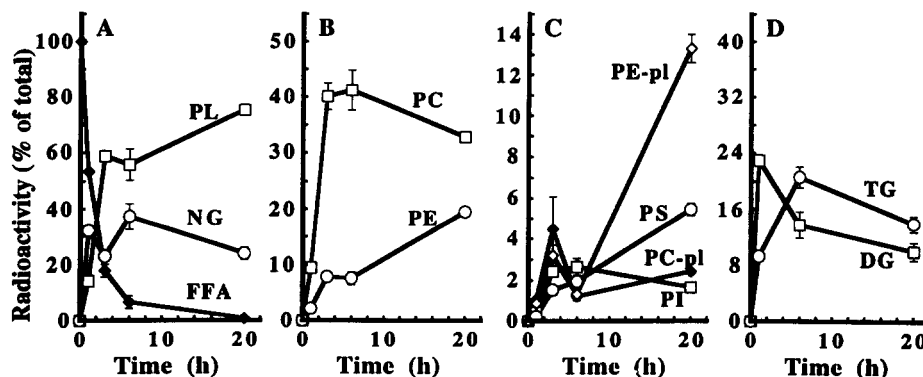 A
B
C
D
Radioactivity (% of total)
100
80
60
40
20
0
PL
NG
FFA
0
10
20
Time (h)
50
40
30
20
10
0
PC
PE
0
10
20
Time (h)
14
12
10
8
6
4
2
0
PE-pl
PS
PC-pl
PI
0
10
20
Time (h)
40
32
24
16
8
0
TG
DG
0
10
20
Time (h)